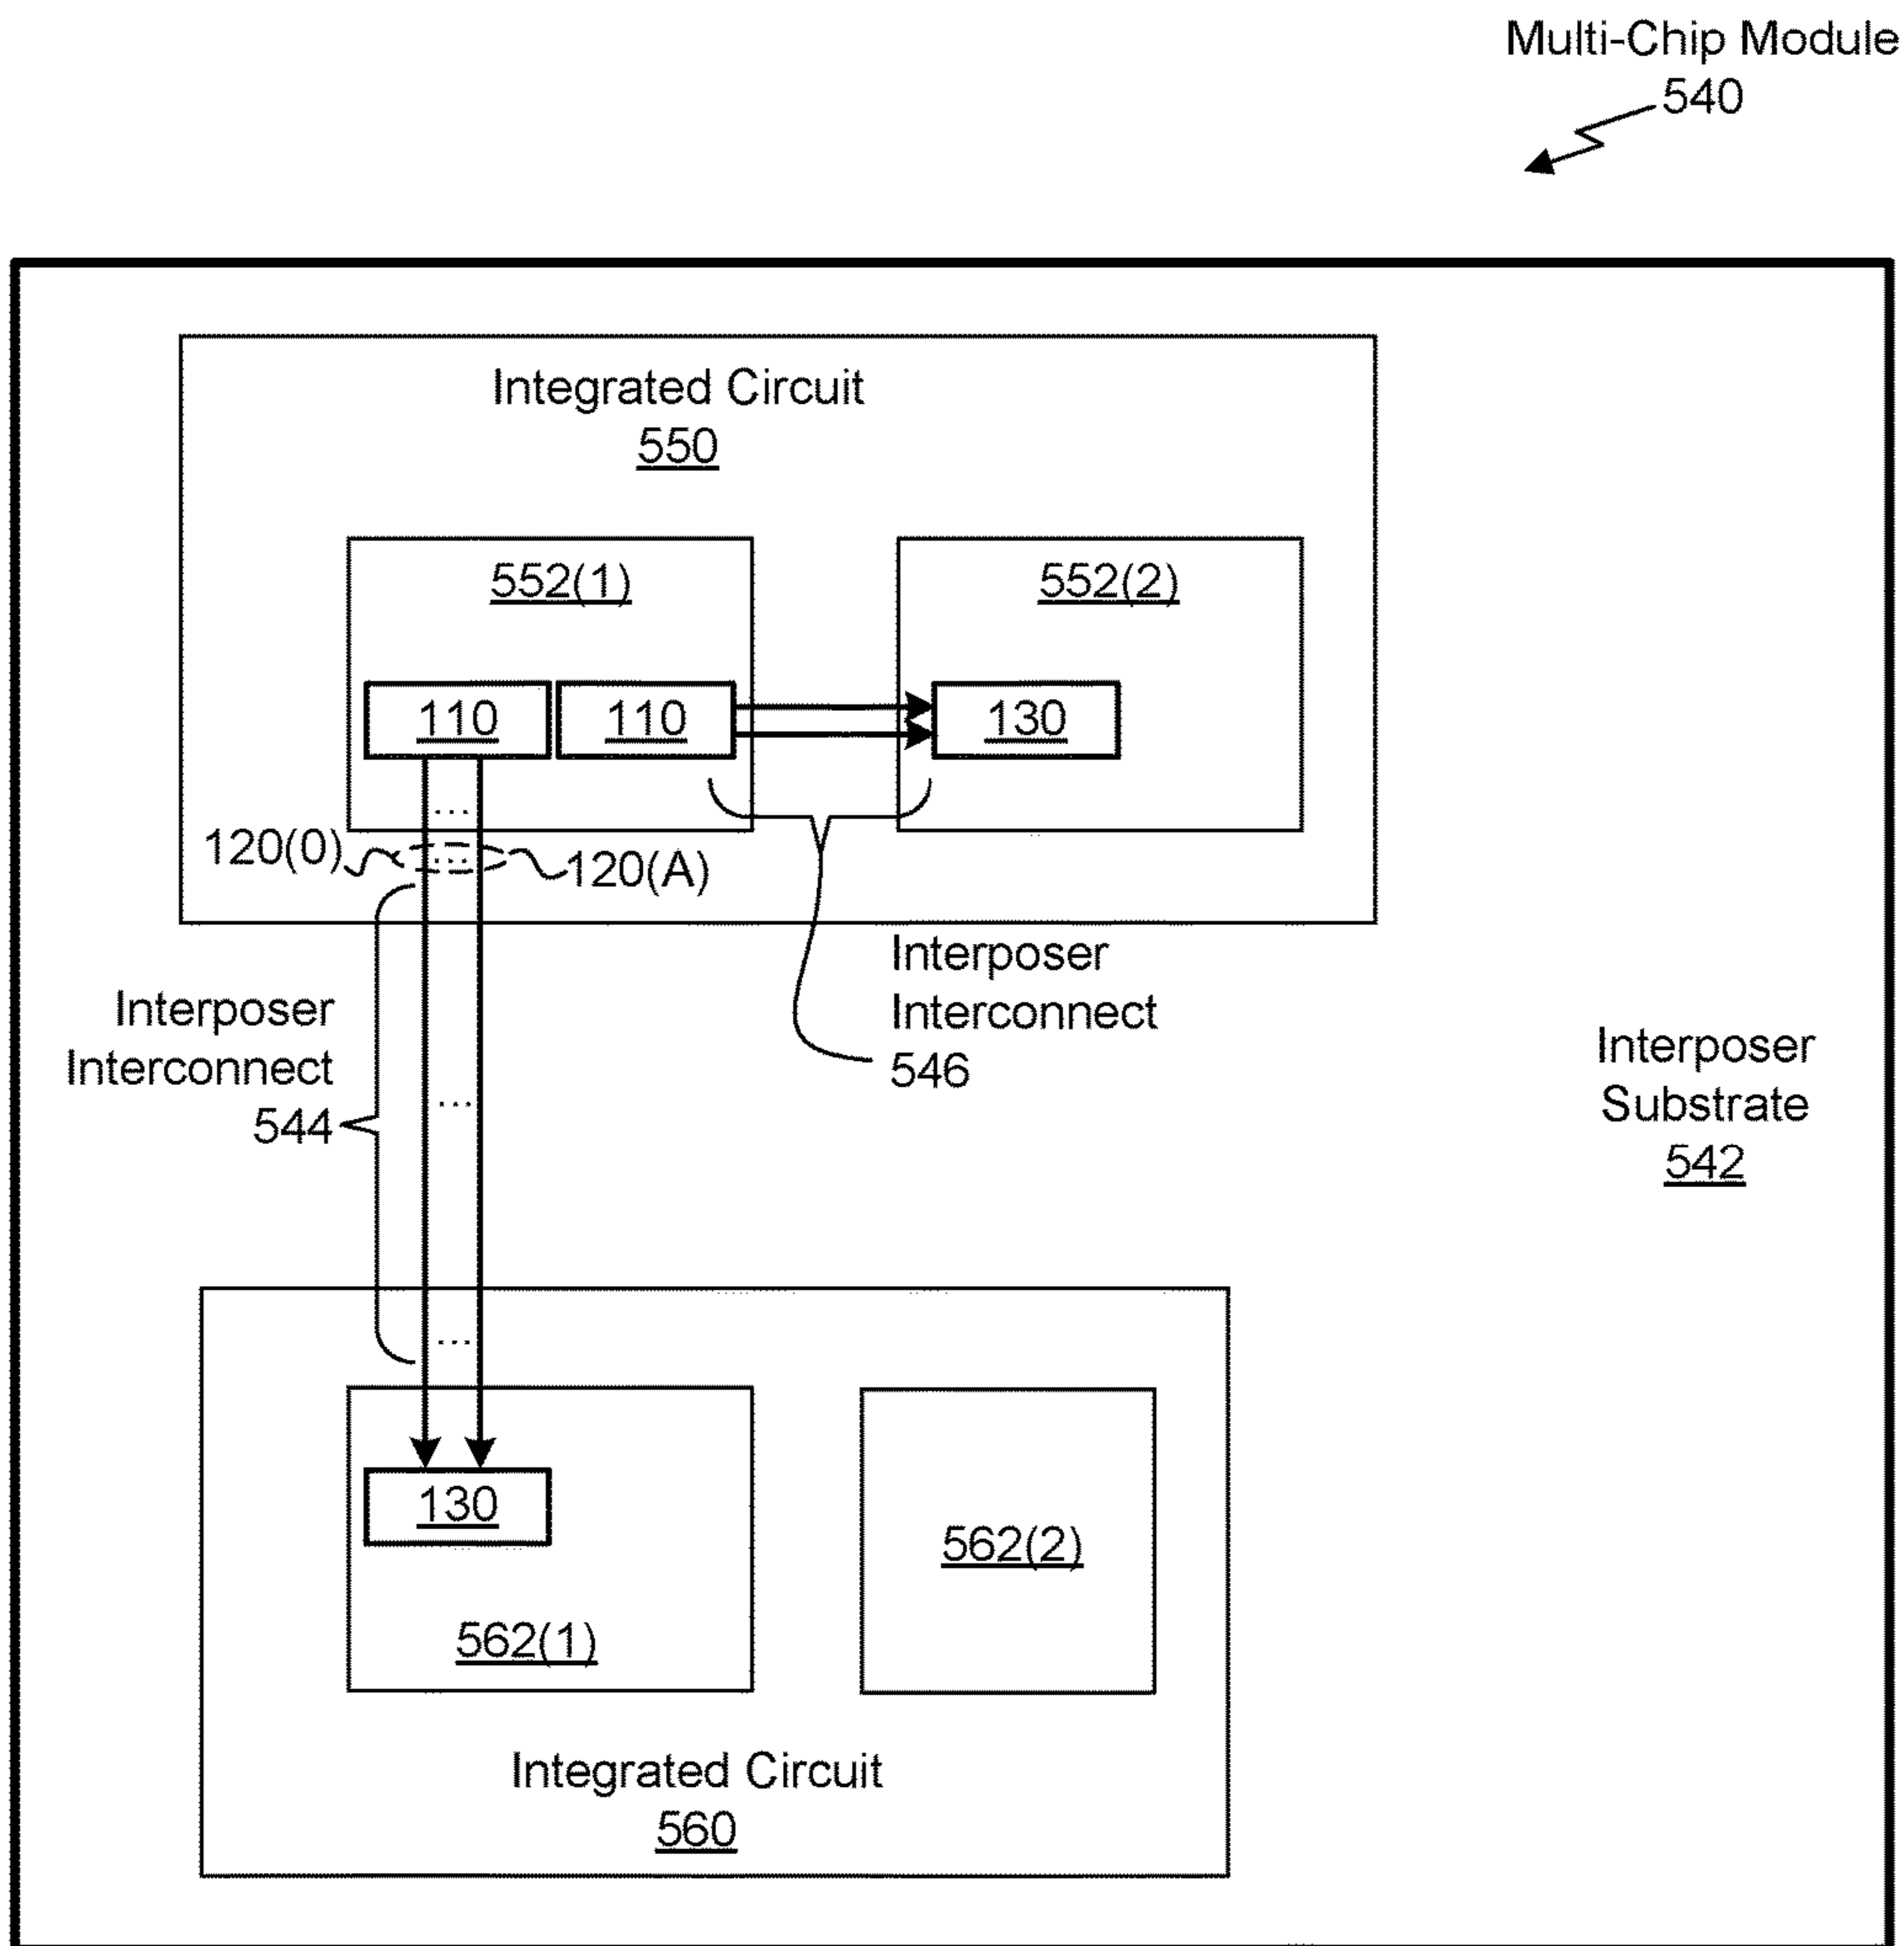 Multi-Chip Module
540
Integrated Circuit
550
552(1)
552(2)
110
110
130
...
120(0)
...
120(A)
Interposer
Interconnect
546
Interposer
Interconnect
544
...
Interposer
Substrate
542
...
130
562(2)
562(1)
Integrated Circuit
560